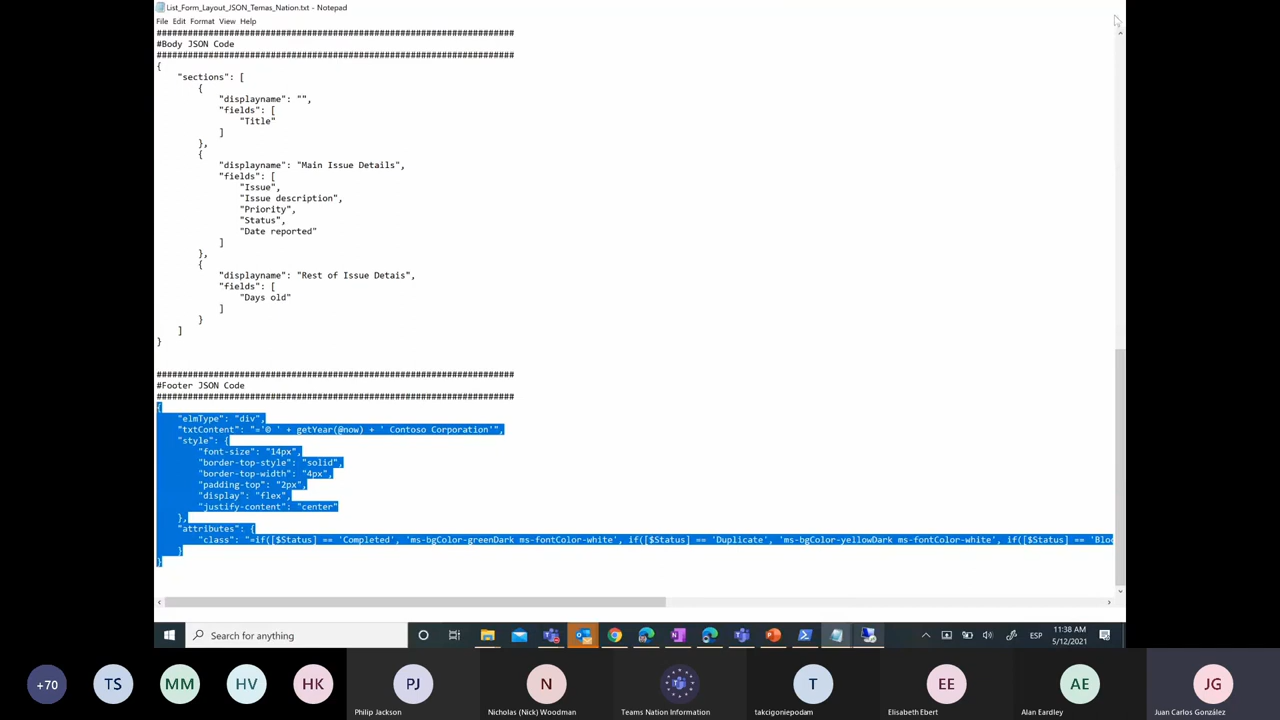 List_Form_Layout_JSON_Temas_Nation.txt - Notepad
File Edit Format View Help
#####################################################################
#Body JSON Code
#####################################################################
{
    "sections": [
        {
            "displayname": "",
            "fields": [
                "Title"
            ]
        },
        {
            "displayname": "Main Issue Details",
            "fields": [
                "Issue",
                "Issue description",
                "Priority",
                "Status",
                "Date reported"
            ]
        },
        {
            "displayname": "Rest of Issue Detais",
            "fields": [
                "Days old"
            ]
        }
    ]
}
#####################################################################
#Footer JSON Code
#####################################################################
{
    "elmType": "div",
    "txtContent": "='© ' + getYear(@now) + ' Contoso Corporation'",
    "style": {
        "font-size": "14px",
        "border-top-style": "solid",
        "border-top-width": "4px",
        "padding-top": "2px",
        "display": "flex",
        "justify-content": "center"
    },
    "attributes": {
        "class": "=if([$Status] == 'Completed', 'ms-bgColor-greenDark ms-fontColor-white', if([$Status] == 'Duplicate', 'ms-bgColor-yellowDark ms-fontColor-white', if([$Status] == 'Bloc
    }
}
Search for anything
ESP
11:38 AM
5/12/2021
+70 TS MM HV HK PJ N T EE AE JG
Philip Jackson Nicholas (Nick) Woodman Teams Nation Information takcigoniepodam Elisabeth Ebert Alan Eardley Juan Carlos González